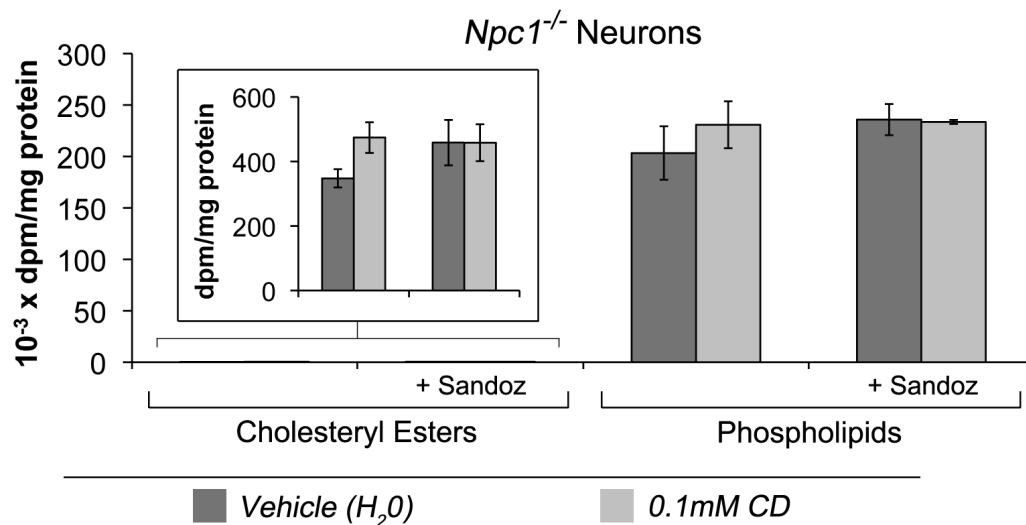 Npc1-/- Neurons
10-3 x dpm/mg protein
300
250
200
150
100
50
0
dpm/mg protein
600
400
200
0
+ Sandoz
+ Sandoz
Cholesteryl Esters
Phospholipids
Vehicle (H20)
0.1mM CD